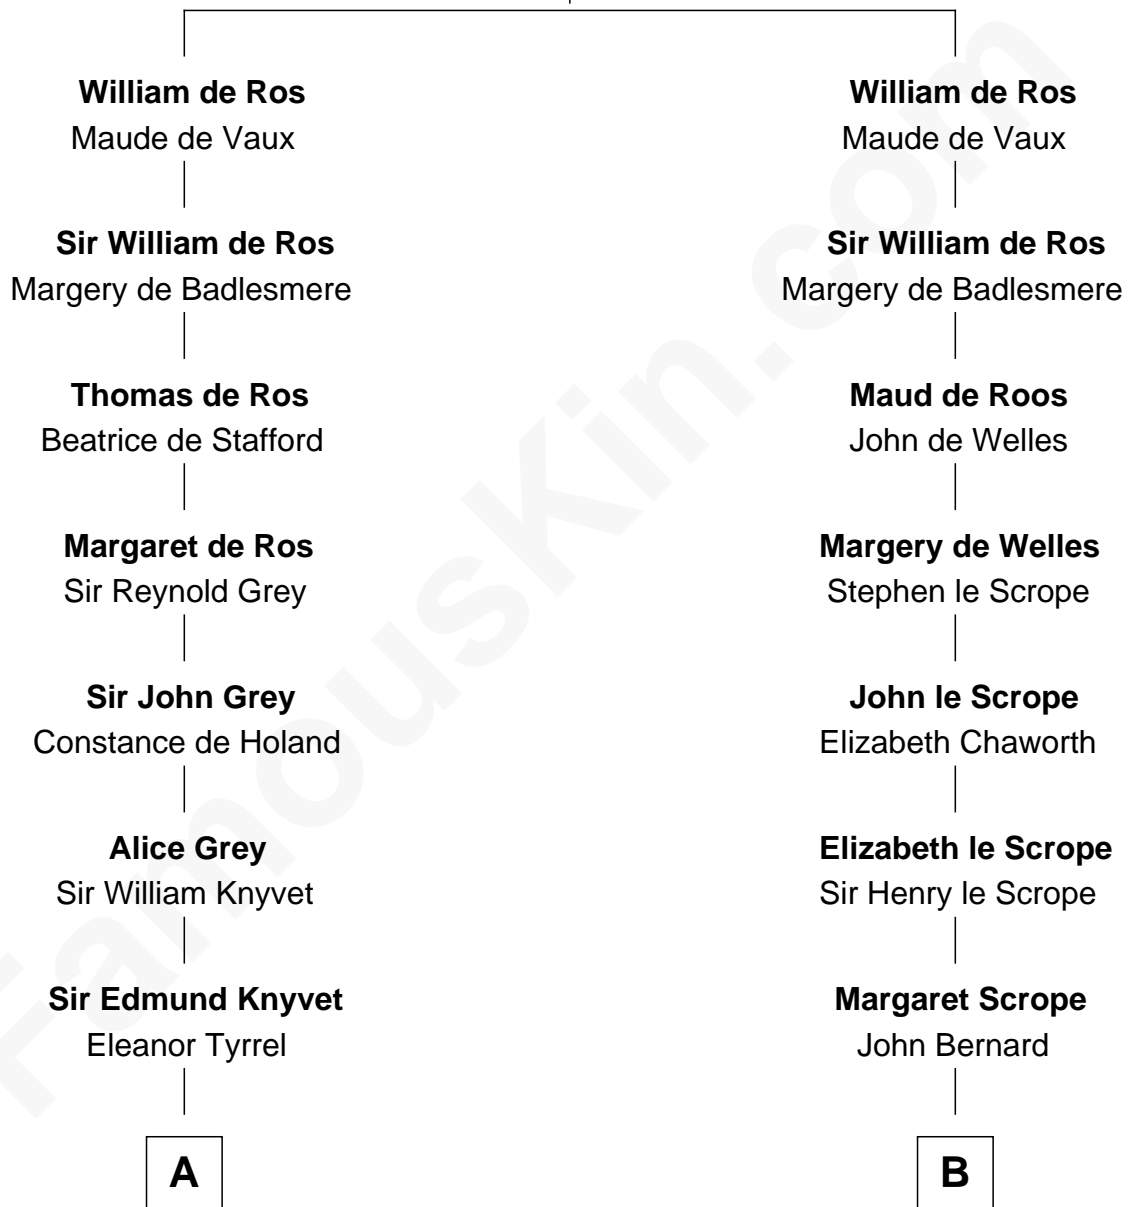 William de Ros
Maude de Vaux
Sir William de Ros
Margery de Badlesmere
Thomas de Ros
Beatrice de Stafford
Margaret de Ros
Sir Reynold Grey
Sir John Grey
Constance de Holand
Alice Grey
Sir William Knyvet
Sir Edmund Knyvet
Eleanor Tyrrel
A
William de Ros
Maude de Vaux
Sir William de Ros
Margery de Badlesmere
Maud de Roos
John de Welles
Margery de Welles
Stephen le Scrope
John le Scrope
Elizabeth Chaworth
Elizabeth le Scrope
Sir Henry le Scrope
Margaret Scrope
John Bernard
B
FamousKin.com